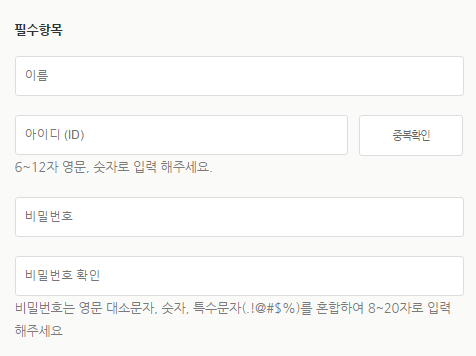 필수항목
이름
아이디 (ID)
중복확인
6~12자 영문, 숫자로 입력 해주세요.
비밀번호
비밀번호 확인
비밀번호는 영문 대소문자, 숫자, 특수문자(.!@#$%)를 혼합하여 8~20자로 입력
해주세요